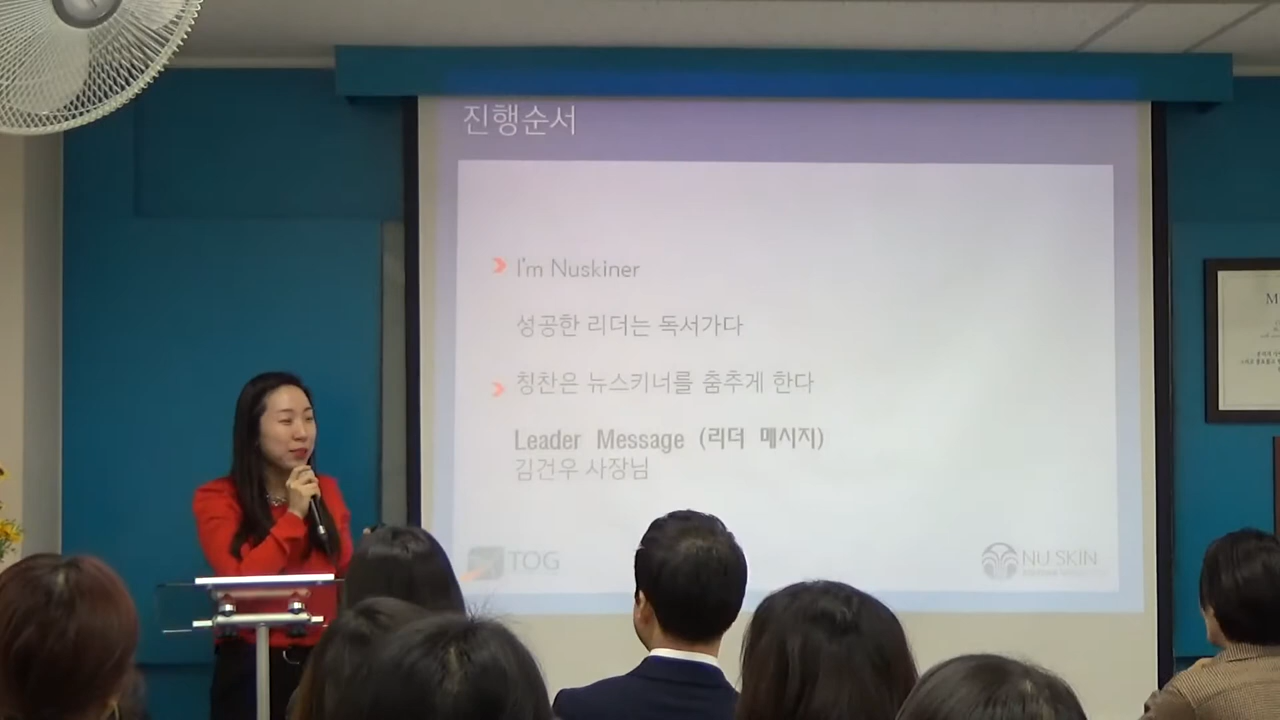 진행순서
I'm Nuskiner
성공한 리더는 독서가다
칭찬은 뉴스키너를 춤추게 한다
Leader Message (리더 메시지)
김건우 사장님
TOG
NU SKIN